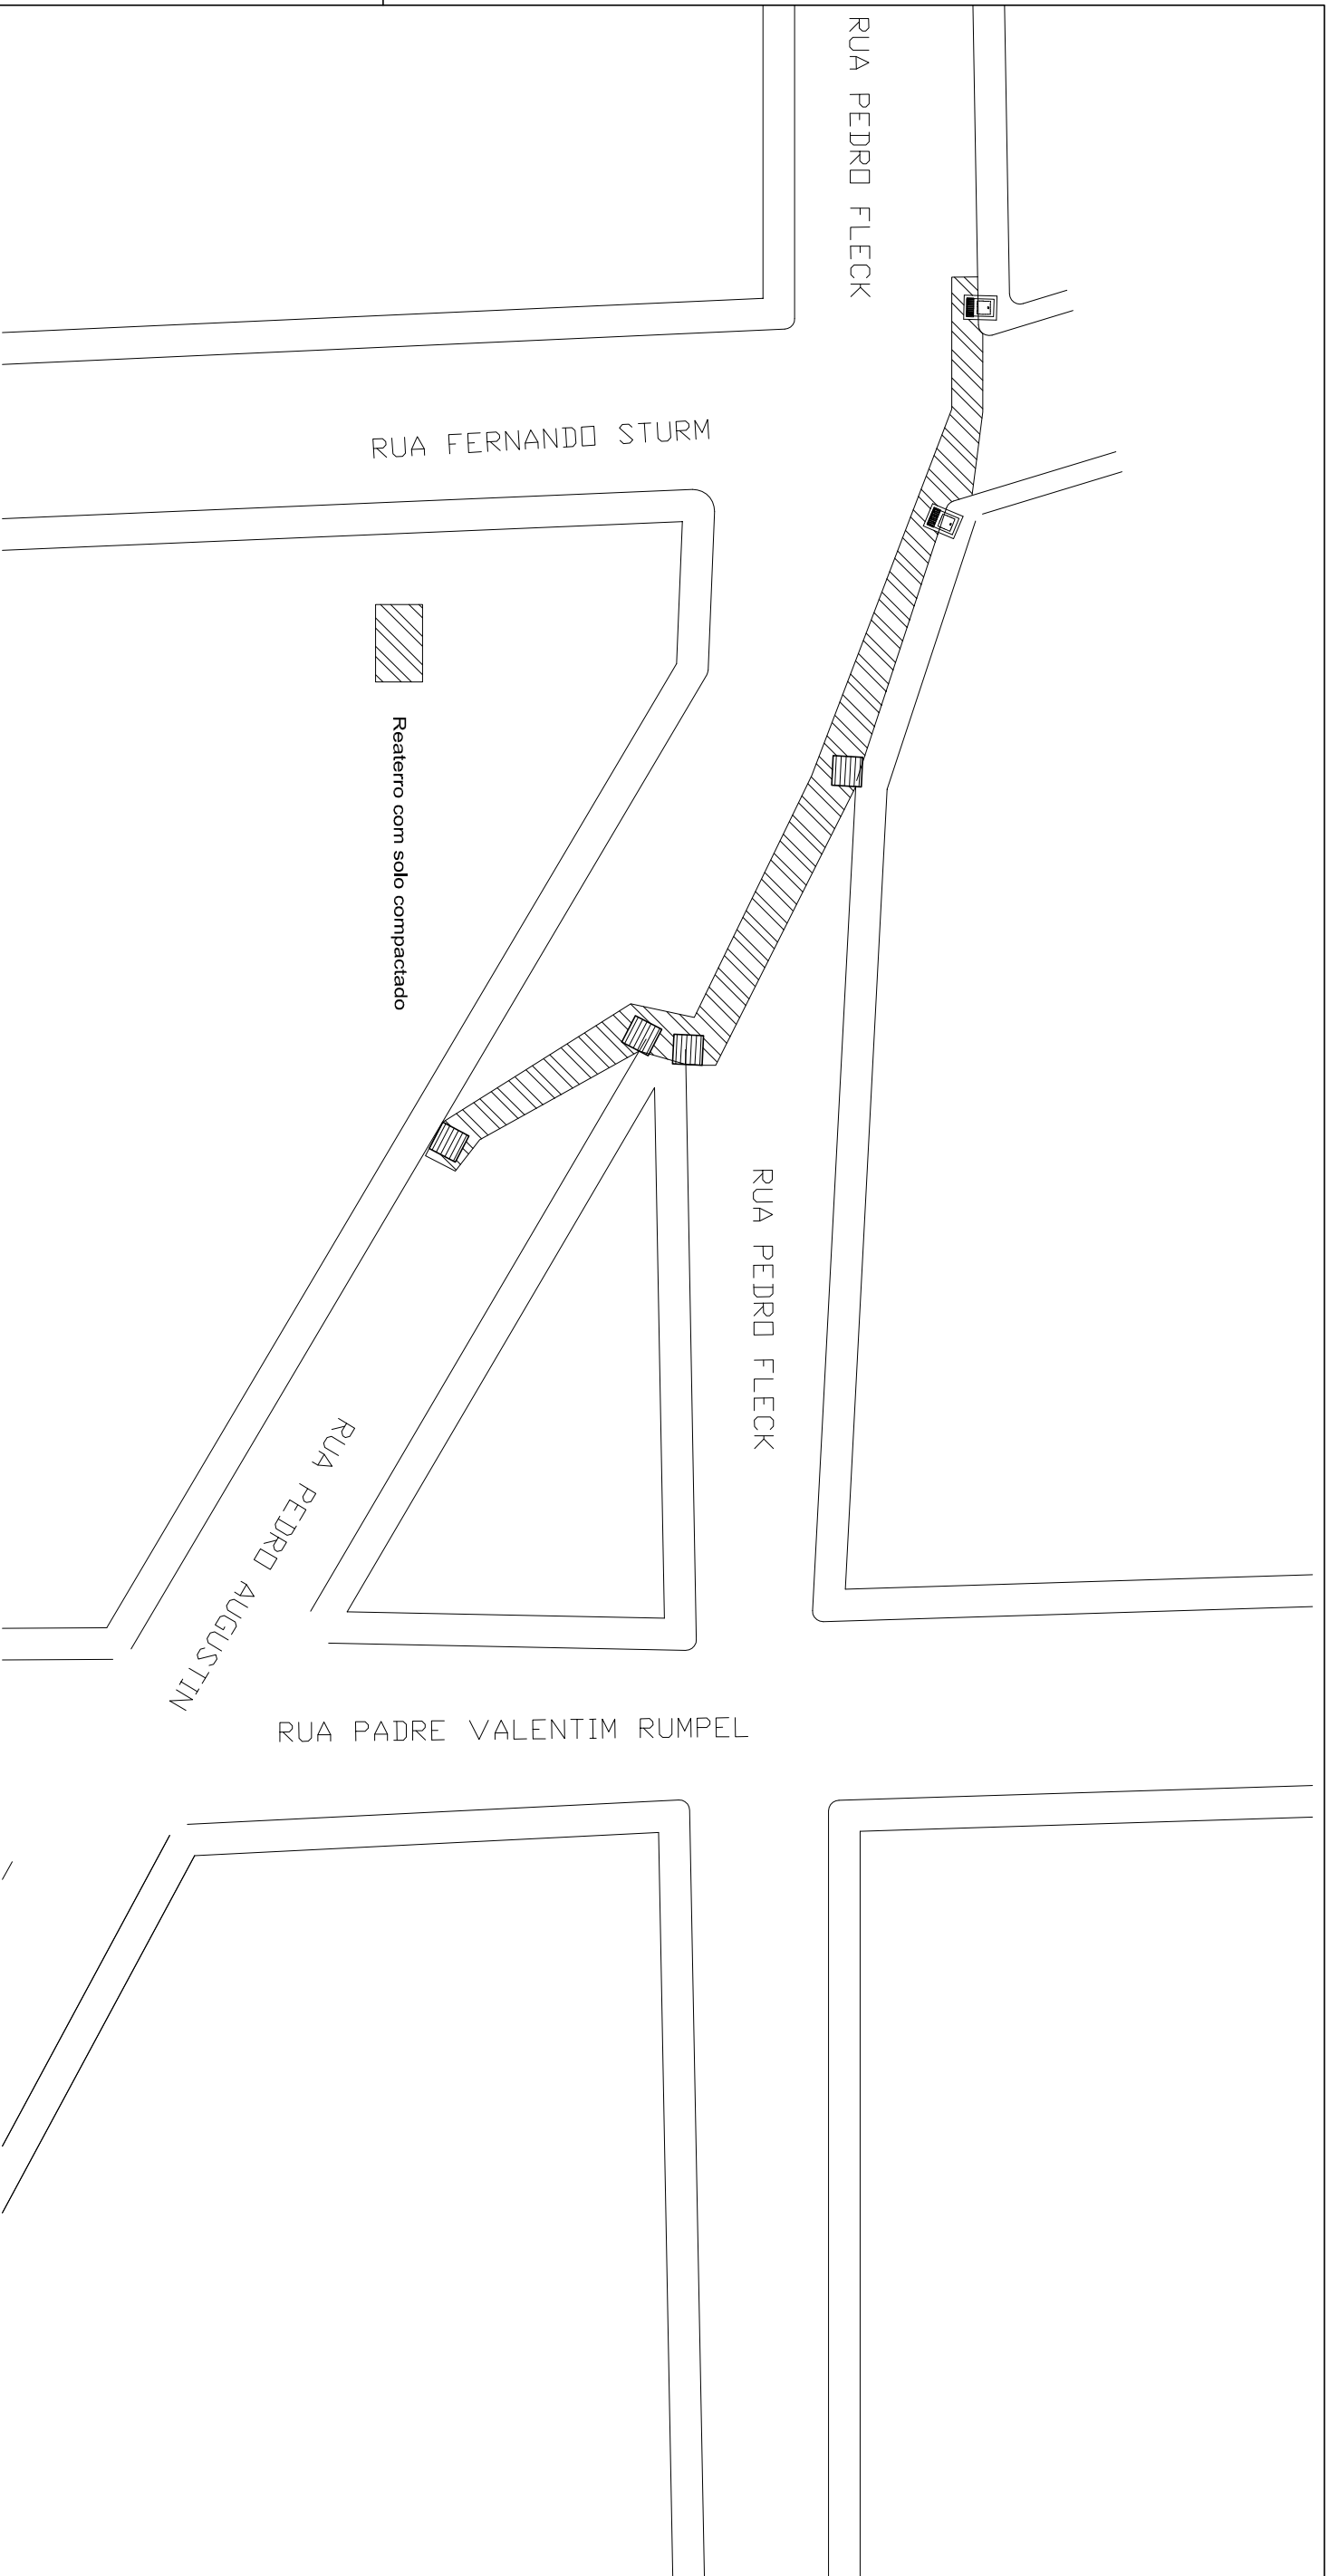 RUA PEDRO FLECK
RUA FERNANDO STURM
Reaterro com solo compactado
RUA PEDRO FLECK
RUA PEDRO AUGUSTIN
RUA PADRE VALENTIM RUMPEL